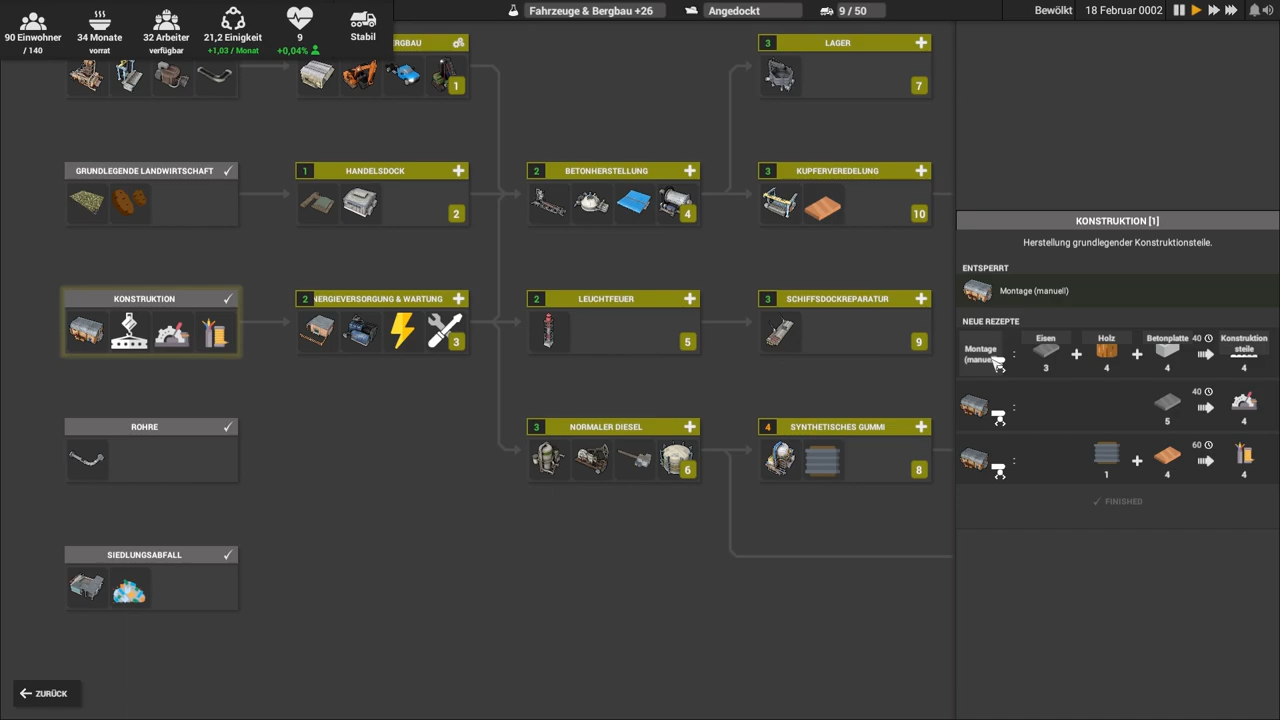 90 Einwohner
/ 140
34 Monate
vorrat
32 Arbeiter
verfügbar
21,2 Einigkeit
+1,03 / Monat
9
+0,04%
Stabil
Fahrzeuge & Bergbau +26
Angedockt
9 / 50
Bewölkt
18 Februar 0002
ERGBAU
1
3 LAGER
7
GRUNDLEGENDE LANDWIRTSCHAFT
1 HANDELSDOCK
2
2 BETONHERSTELLUNG
4
3 KUPFERVEREDELUNG
10
KONSTRUKTION
2 NERGIEVERSORGUNG & WARTUNG
3
2 LEUCHTFEUER
5
3 SCHIFFSDOCKREPARATUR
9
ROHRE
3 NORMALER DIESEL
6
4 SYNTHETISCHES GUMMI
8
SIEDLUNGSABFALL
ZURÜCK
KONSTRUKTION [1]
Herstellung grundlegender Konstruktionsteile.
ENTSPERRT
Montage (manuell)
NEUE REZEPTE
Montage
(manue
:
Eisen
3
+
Holz
4
+
Betonplatte
4
40
Konstruktion
steile
4
:
5
40
4
:
1
+
4
60
4
✓ FINISHED